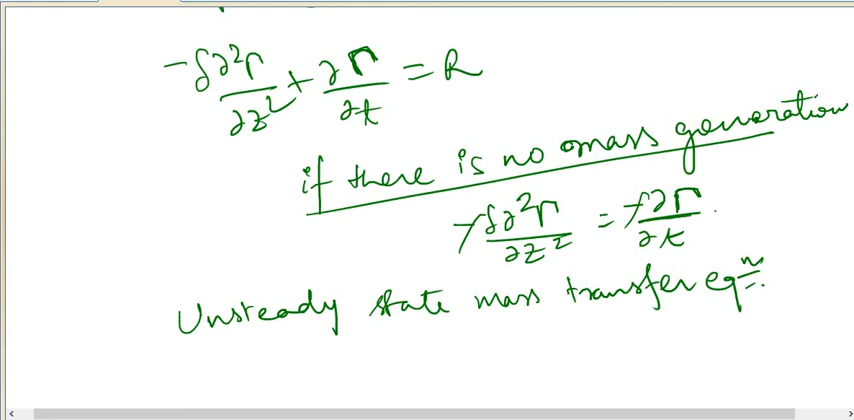 -δ∂²Γ/∂z² + ∂Γ/∂t = R
if there is no mass generation
-δ∂²Γ/∂z² = -∂Γ/∂t.
Unsteady state mass transfer eqⁿ.